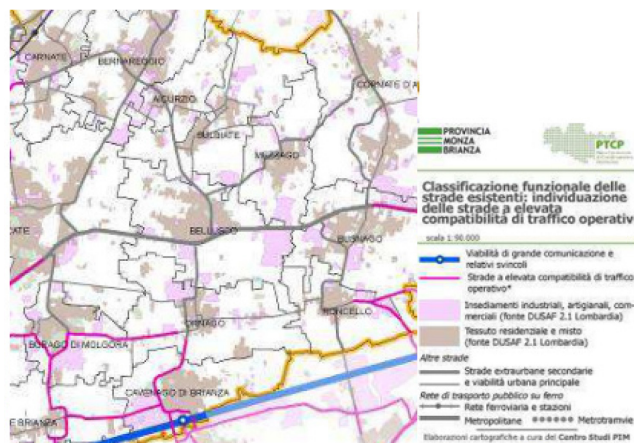 CARNATE
BERNAREGGIO
AICURZIO
CORNATE D'A
SULBIATE
MEZZAGO
CATE
BELLUSCO
BUSNAGO
ORNAGO
RONCELLO
BURAGO DI MOLGORA
CAVENAGO DI BRIANZA
E BRIANZA
PROVINCIA
MONZA
BRIANZA
PTCP
Classificazione funzionale delle
strade esistenti: individuazione
delle strade a elevata
compatibilità di traffico operativ
scala 1:90.000
Viabilità di grande comunicazione e
relativi svincoli
Strade a elevata compatibilità di traffico
operativo*
Insediamenti industriali, artigianali, com-
merciali (fonte DUSAF 2.1 Lombardia)
Tessuto residenziale e misto
(fonte DUSAF 2.1 Lombardia)
Altre strade
Strade extraurbane secondarie
e viabilità urbana principale
Rete di trasporto pubblico su ferro
Rete ferroviaria e stazioni
Metropolitane
Metrotramvie
Elaborazioni cartografiche a cura del Centro Studi PIM